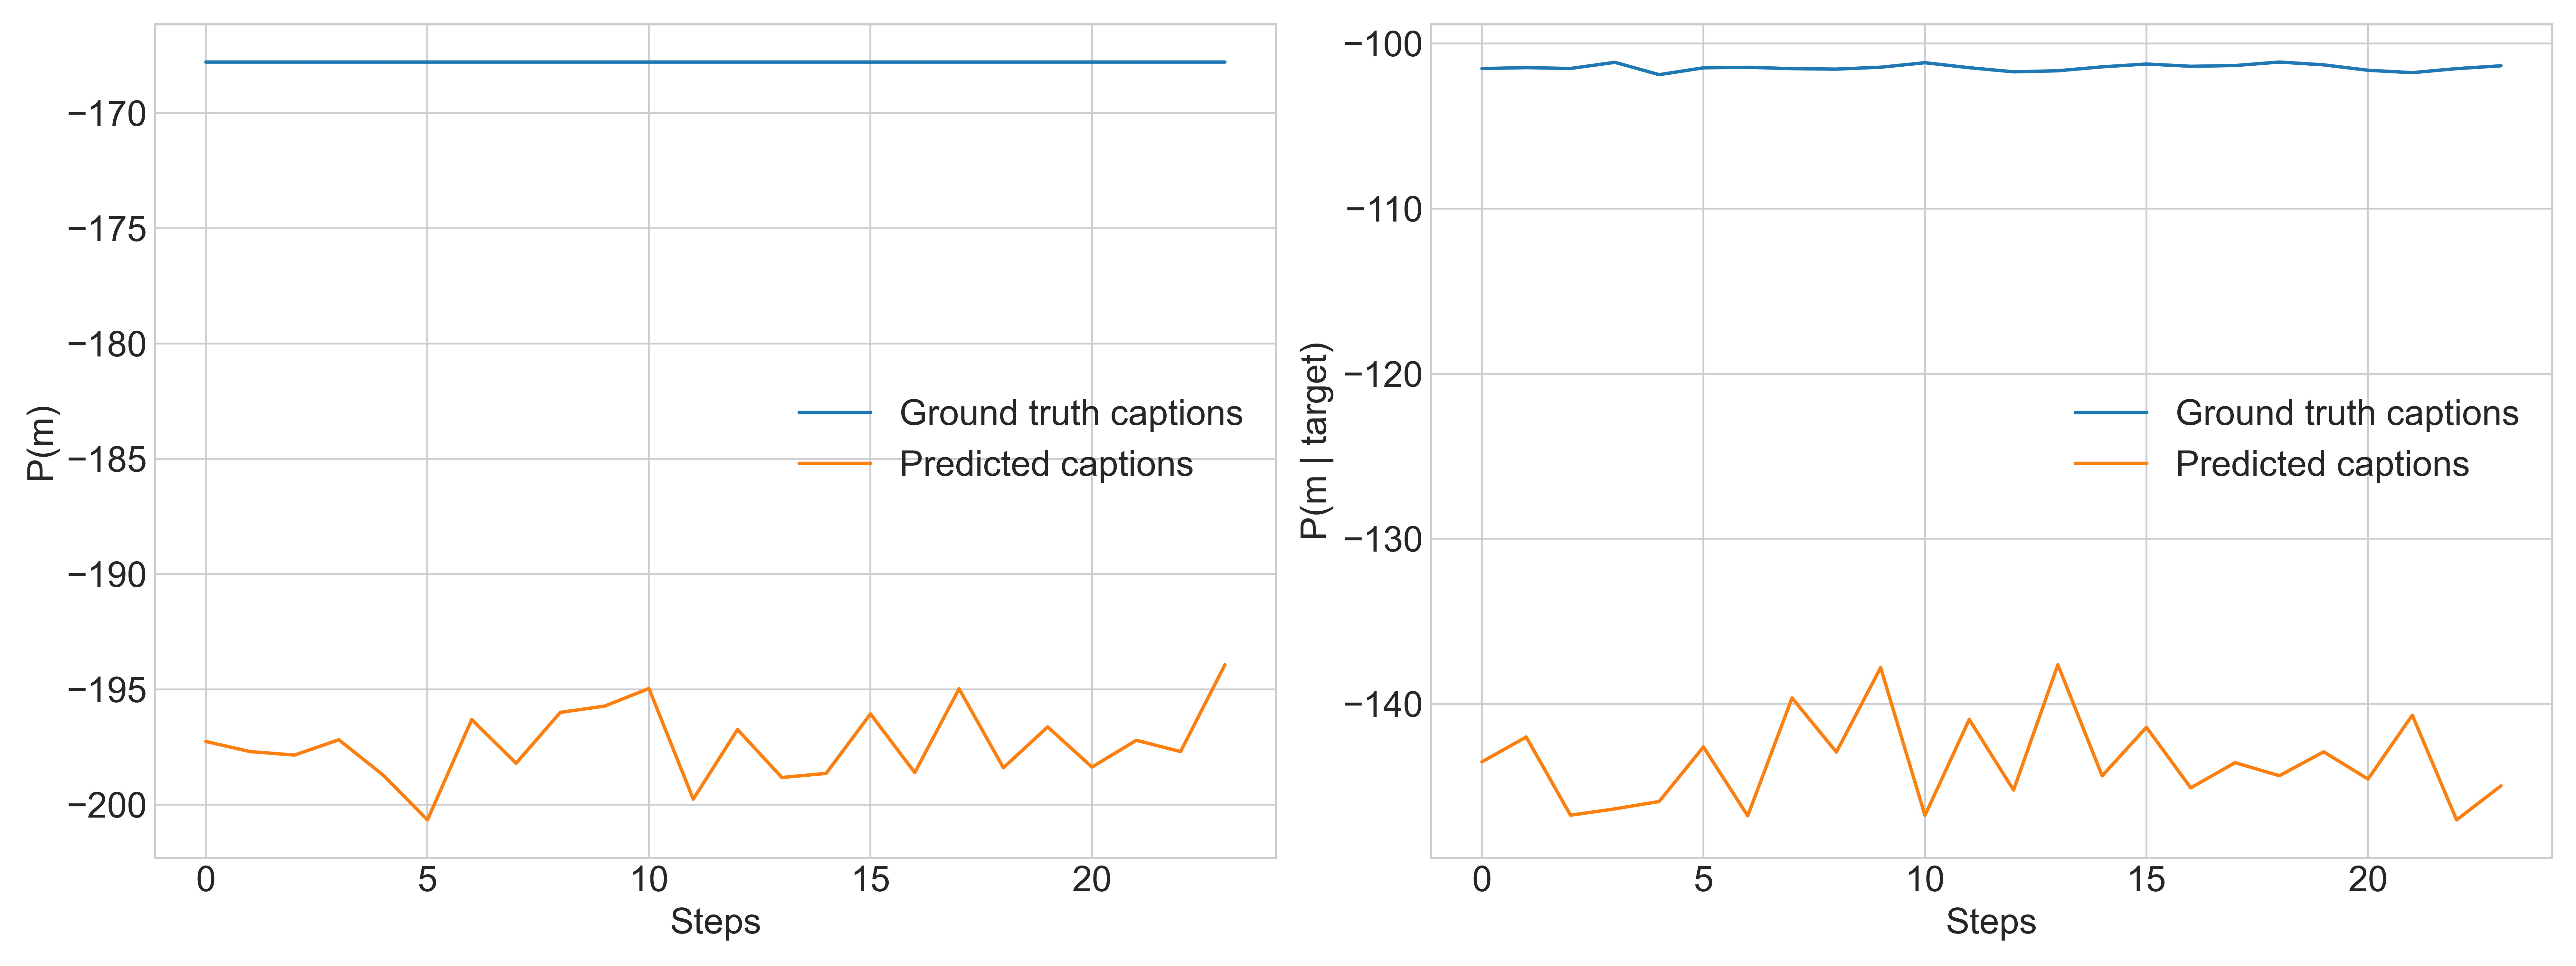 P(m)
−170
−175
−180
−185
−190
−195
−200
Ground truth captions
Predicted captions
0 5 10 15 20
Steps
P(m | target)
−100
−110
−120
−130
−140
Ground truth captions
Predicted captions
0 5 10 15 20
Steps